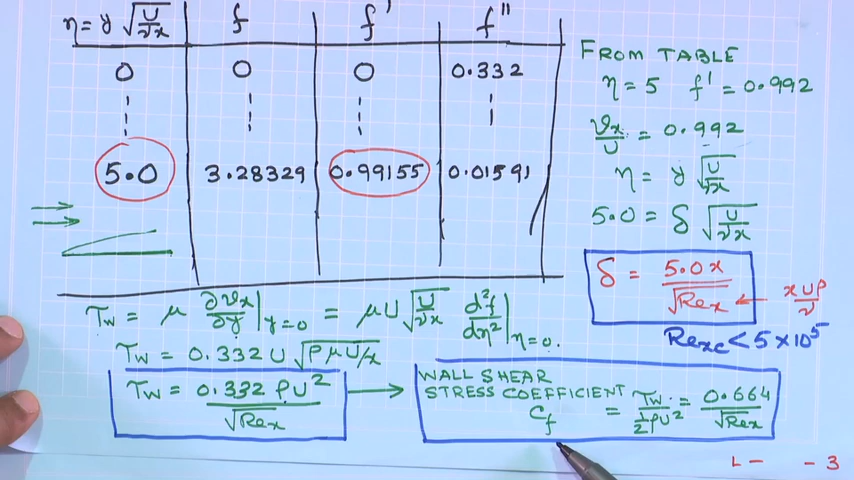 η = y √(U/νx) f f' f"
0 0 0 0.332
5.0 3.28329 0.99155 0.01591
FROM TABLE
η = 5 f' = 0.992
vx/U = 0.992
η = y √(U/νx)
5.0 = δ √(U/νx)
δ = 5.0x/√Rex ← xUρ/ν
Rexc < 5×10⁵
τw = μ ∂vx/∂y|y=0 = μU √(U/νx) d²f/dη²|η=0.
τw = 0.332 U √(ρμU/x)
τw = 0.332 ρU²/√Rex →
WALL SHEAR
STRESS COEFFICIENT
Cf = τw/(½ρU²) = 0.664/√Rex
L- -3